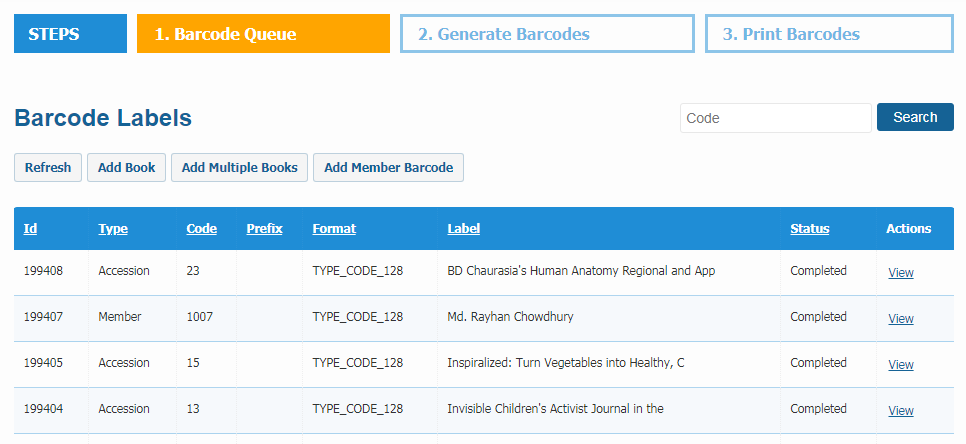 STEPS 1. Barcode Queue 2. Generate Barcodes 3. Print Barcodes
Barcode Labels Code Search
Refresh Add Book Add Multiple Books Add Member Barcode
Id Type Code Prefix Format Label Status Actions
199408 Accession 23 TYPE_CODE_128 BD Chaurasia's Human Anatomy Regional and App Completed View
199407 Member 1007 TYPE_CODE_128 Md. Rayhan Chowdhury Completed View
199405 Accession 15 TYPE_CODE_128 Inspiralized: Turn Vegetables into Healthy, C Completed View
199404 Accession 13 TYPE_CODE_128 Invisible Children's Activist Journal in the Completed View